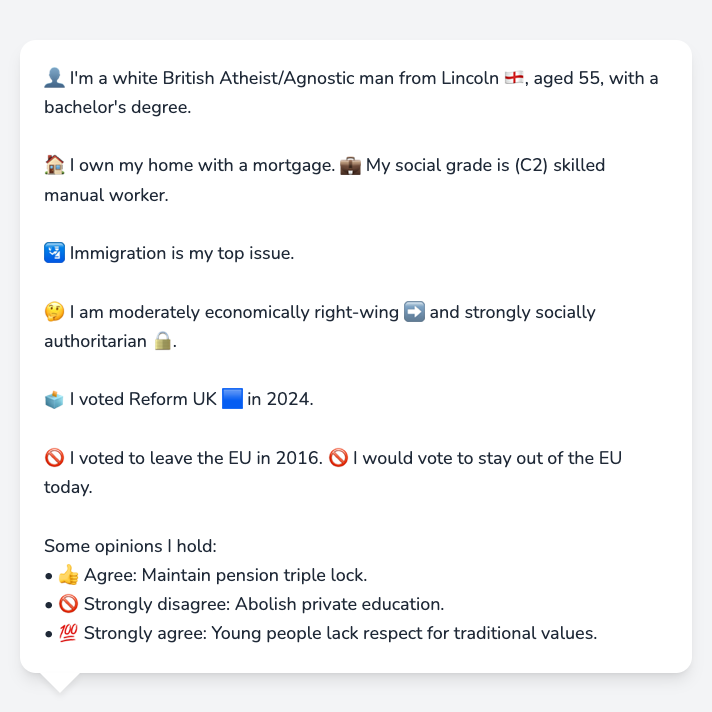 👤 I'm a white British Atheist/Agnostic man from Lincoln 🏴󠁧󠁢󠁥󠁮󠁧󠁿, aged 55, with a
bachelor's degree.
🏠 I own my home with a mortgage. 💼 My social grade is (C2) skilled
manual worker.
🛂 Immigration is my top issue.
🤔 I am moderately economically right-wing ➡️ and strongly socially
authoritarian 🔒.
🗳️ I voted Reform UK 🟦 in 2024.
🚫 I voted to leave the EU in 2016. 🚫 I would vote to stay out of the EU
today.
Some opinions I hold:
• 👍 Agree: Maintain pension triple lock.
• 🚫 Strongly disagree: Abolish private education.
• 💯 Strongly agree: Young people lack respect for traditional values.